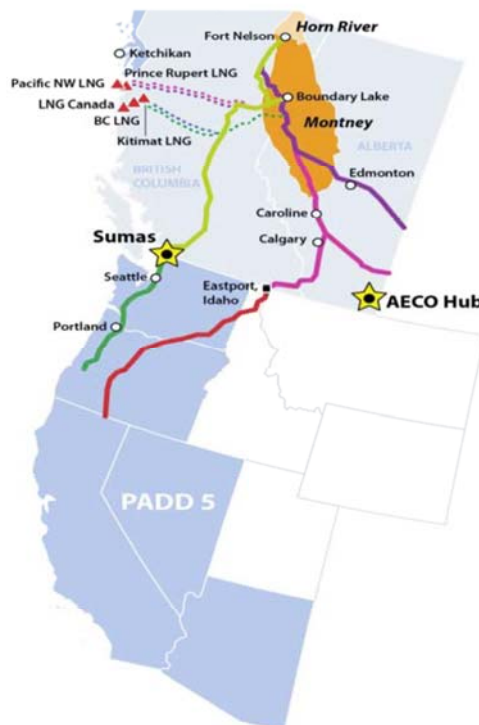 Horn River
Fort Nelson
Ketchikan
Prince Rupert LNG
Pacific NW LNG
LNG Canada
BC LNG
Kitimat LNG
Boundary Lake
Montney
ALBERTA
BRITISH
COLUMBIA
Edmonton
Caroline
Calgary
Sumas
Seattle
Eastport,
Idaho
AECO Hub
Portland
PADD 5